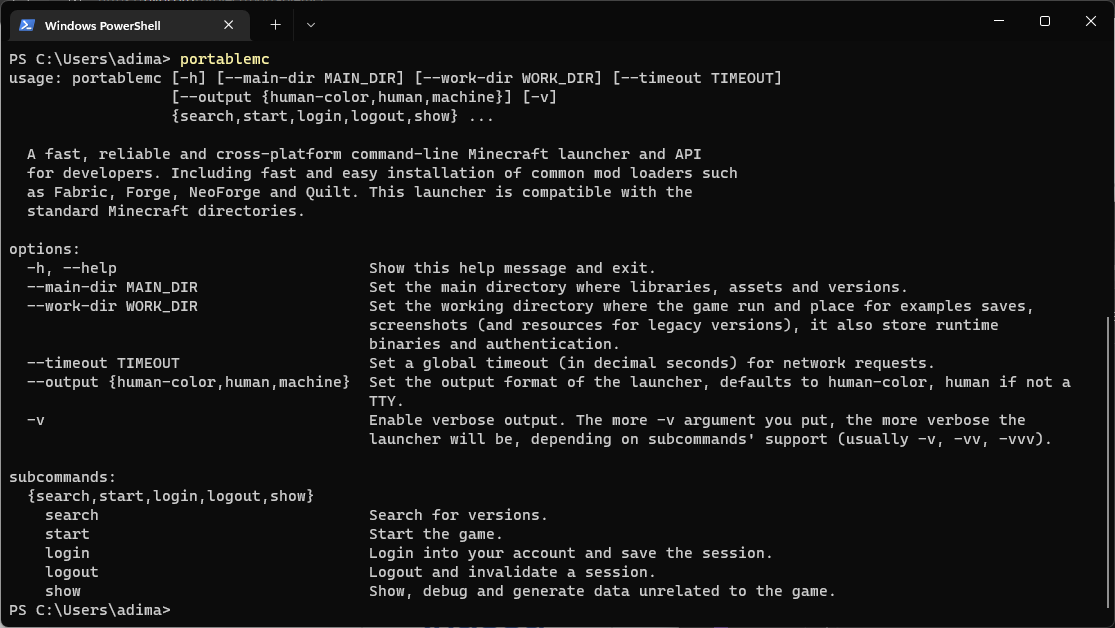 Windows PowerShell
PS C:\Users\adima> portablemc
usage: portablemc [-h] [--main-dir MAIN_DIR] [--work-dir WORK_DIR] [--timeout TIMEOUT]
                  [--output {human-color,human,machine}] [-v]
                  {search,start,login,logout,show} ...

  A fast, reliable and cross-platform command-line Minecraft launcher and API
  for developers. Including fast and easy installation of common mod loaders such
  as Fabric, Forge, NeoForge and Quilt. This launcher is compatible with the
  standard Minecraft directories.

options:
  -h, --help                            Show this help message and exit.
  --main-dir MAIN_DIR                   Set the main directory where libraries, assets and versions.
  --work-dir WORK_DIR                   Set the working directory where the game run and place for examples saves,
                                        screenshots (and resources for legacy versions), it also store runtime
                                        binaries and authentication.
  --timeout TIMEOUT                     Set a global timeout (in decimal seconds) for network requests.
  --output {human-color,human,machine}  Set the output format of the launcher, defaults to human-color, human if not a
                                        TTY.
  -v                                    Enable verbose output. The more -v argument you put, the more verbose the
                                        launcher will be, depending on subcommands' support (usually -v, -vv, -vvv).

subcommands:
  {search,start,login,logout,show}
    search                              Search for versions.
    start                               Start the game.
    login                               Login into your account and save the session.
    logout                              Logout and invalidate a session.
    show                                Show, debug and generate data unrelated to the game.
PS C:\Users\adima>